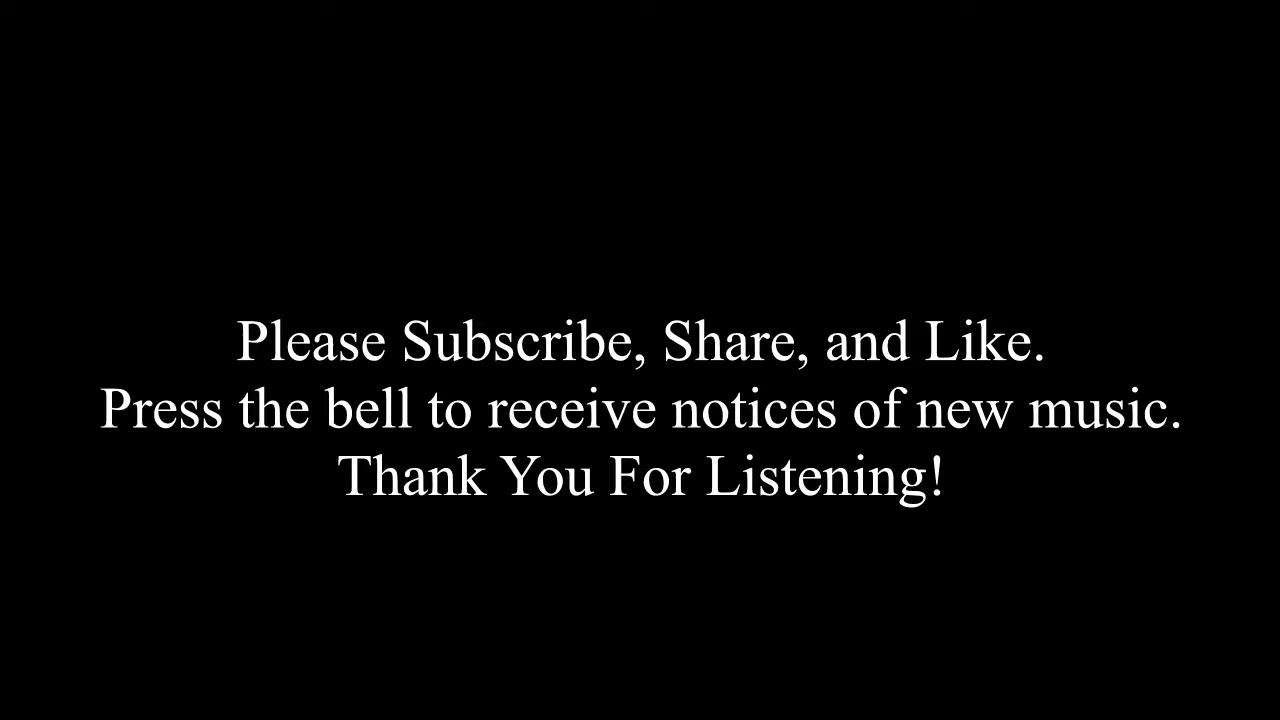 Please Subscribe, Share, and Like.
Press the bell to receive notices of new music.
Thank You For Listening!